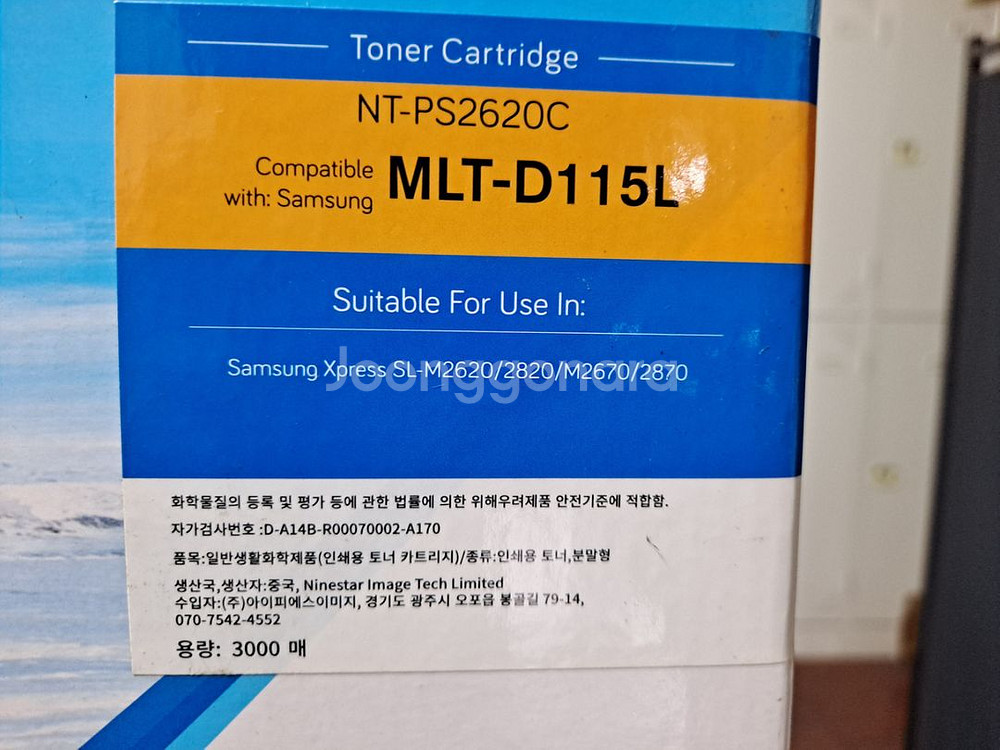 Toner Cartridge
NT-PS2620C
Compatible
with: Samsung
MLT-D115L
Suitable For Use In:
Samsung Xpress SL-M2620/2820/M2670/2870
Joonggonara
화학물질의 등록 및 평가 등에 관한 법률에 의한 위해우려제품 안전기준에 적합함.
자가검사번호 :D-A14B-R00070002-A170
품목:일반생활화학제품(인쇄용 토너 카트리지)/종류:인쇄용 토너,분말형
생산국,생산자:중국, Ninestar Image Tech Limited
수입자:(주)아이피에스이미지, 경기도 광주시 오포읍 봉골길 79-14,
070-7542-4552
용량: 3000 매